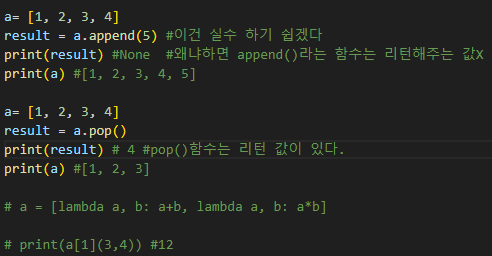 a= [1, 2, 3, 4]
result = a.append(5) #이건 실수 하기 쉽겠다
print(result) #None  #왜냐하면 append()라는 함수는 리턴해주는 값X
print(a) #[1, 2, 3, 4, 5]
a= [1, 2, 3, 4]
result = a.pop()
print(result) # 4 #pop()함수는 리턴 값이 있다.
print(a) #[1, 2, 3]
# a = [lambda a, b: a+b, lambda a, b: a*b]
# print(a[1](3,4)) #12